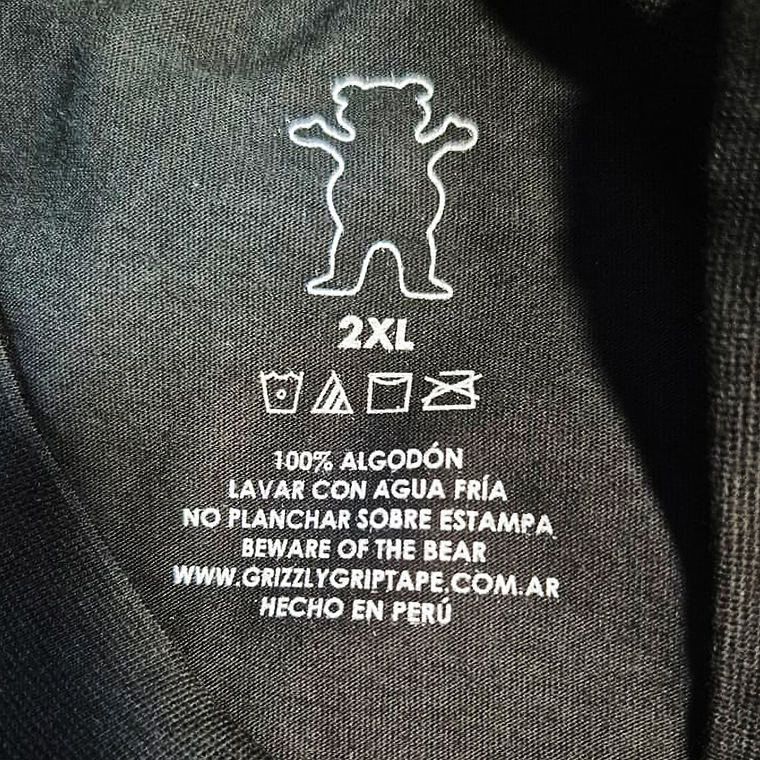 2XL
100% ALGODÓN
LAVAR CON AGUA FRÍA
NO PLANCHAR SOBRE ESTAMPA
BEWARE OF THE BEAR
WWW.GRIZZLYGRIPTAPE.COM.AR
HECHO EN PERÚ